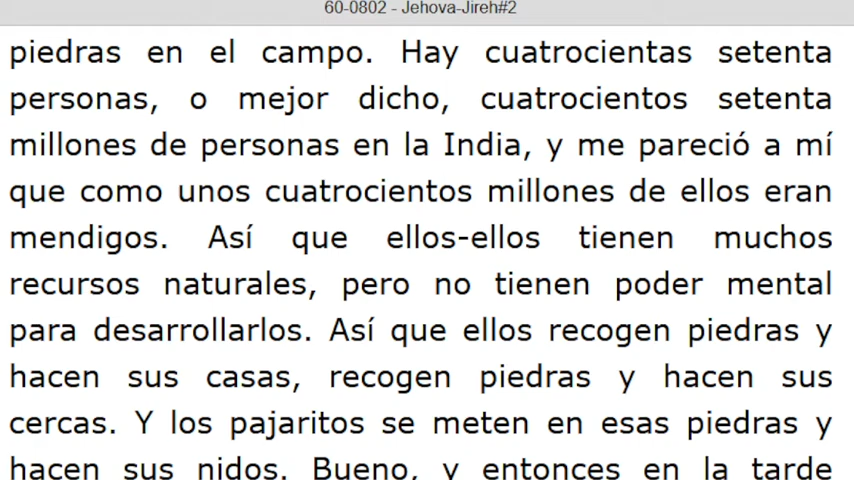 60-0802 - Jehova-Jireh#2
piedras en el campo. Hay cuatrocientas setenta
personas, o mejor dicho, cuatrocientos setenta
millones de personas en la India, y me pareció a mí
que como unos cuatrocientos millones de ellos eran
mendigos. Así que ellos-ellos tienen muchos
recursos naturales, pero no tienen poder mental
para desarrollarlos. Así que ellos recogen piedras y
hacen sus casas, recogen piedras y hacen sus
cercas. Y los pajaritos se meten en esas piedras y
hacen sus nidos. Bueno, y entonces en la tarde